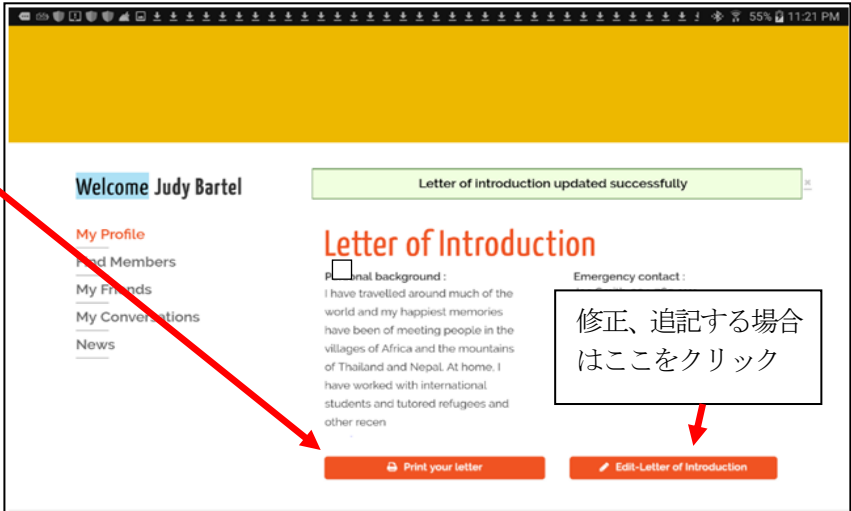 55% 11:21 PM
Welcome Judy Bartel
Letter of introduction updated successfully
My Profile
Find Members
My Friends
My Conversations
News
Letter of Introduction
background :
I have travelled around much of the
world and my happiest memories
have been of meeting people in the
villages of Africa and the mountains
of Thailand and Nepal. At home, I
have worked with international
students and tutored refugees and
other recen
Emergency contact :
修正、追記する場合
はここをクリック
Print your letter
Edit-Letter of Introduction